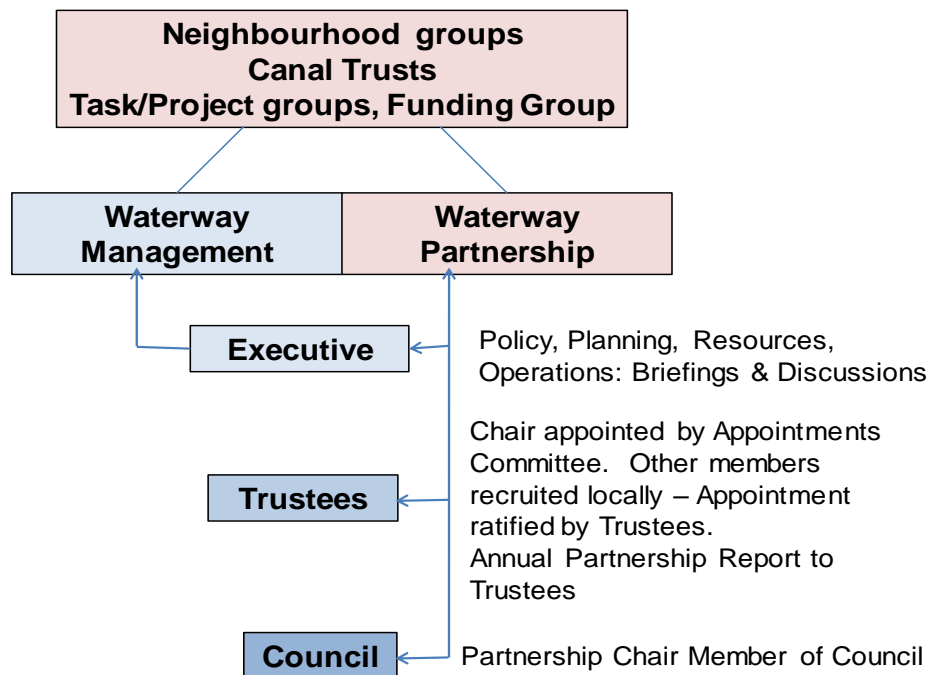 Neighbourhood groups
Canal Trusts
Task/Project groups, Funding Group
Waterway
Management
Waterway
Partnership
Executive
Policy, Planning, Resources,
Operations: Briefings & Discussions
Trustees
Chair appointed by Appointments
Committee. Other members
recruited locally – Appointment
ratified by Trustees.
Annual Partnership Report to
Trustees
Council
Partnership Chair Member of Council